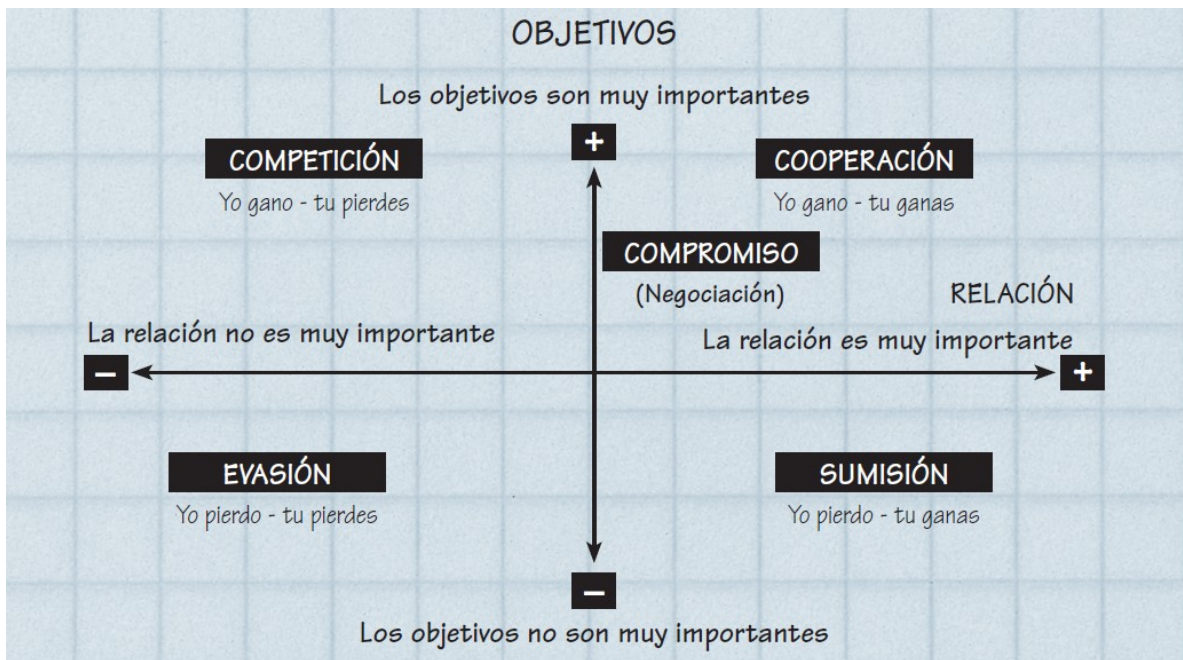 OBJETIVOS
Los objetivos son muy importantes
+
COMPETICIÓN
Yo gano - tu pierdes
COOPERACIÓN
Yo gano - tu ganas
COMPROMISO
(Negociación)
RELACIÓN
La relación no es muy importante
–
La relación es muy importante
+
EVASIÓN
Yo pierdo - tu pierdes
SUMISIÓN
Yo pierdo - tu ganas
–
Los objetivos no son muy importantes